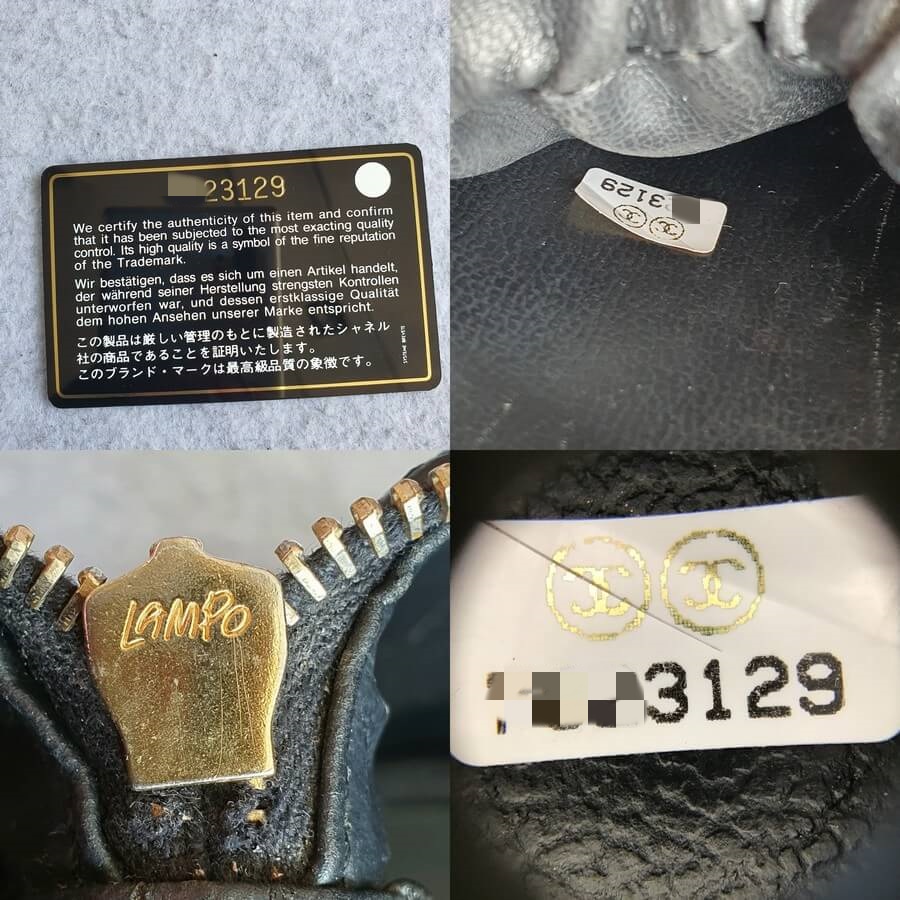 23129
We certify the authenticity of this item and confirm
that it has been subjected to the most exacting quality
control. Its high quality is a symbol of the fine reputation
of the Trademark.
Wir bestätigen, dass es sich um einen Artikel handelt,
der während seiner Herstellung strengsten Kontrollen
unterworfen war, und dessen erstklassige Qualität
dem hohen Ansehen unserer Marke entspricht.
この製品は厳しい管理のもとに製造されたシャネル
社の商品であることを証明いたします。
このブランド・マークは最高級品質の象徴です。
3129
LAMPO
3129